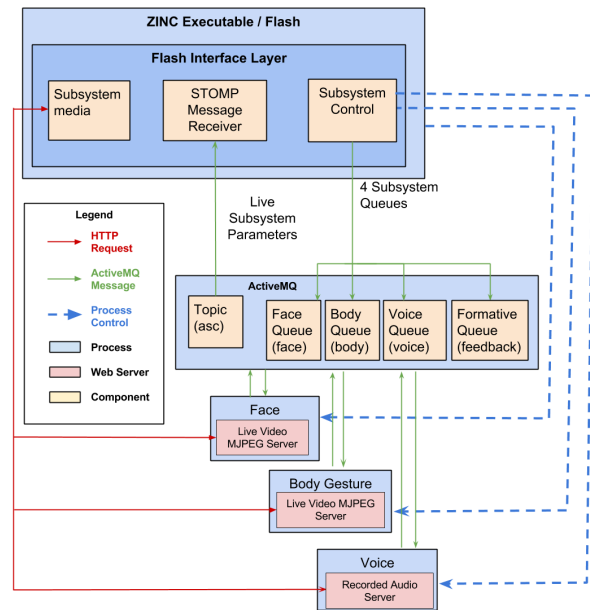 ZINC Executable / Flash
Flash Interface Layer
Subsystem
media
STOMP
Message
Receiver
Subsystem
Control
Live
Subsystem
Parameters
4 Subsystem
Queues
Legend
HTTP
Request
ActiveMQ
Message
Process
Control
Process
Web Server
Component
ActiveMQ
Topic
(asc)
Face
Queue
(face)
Body
Queue
(body)
Voice
Queue
(voice)
Formative
Queue
(feedback)
Face
Live Video
MJPEG Server
Body Gesture
Live Video MJPEG
Server
Voice
Recorded Audio
Server